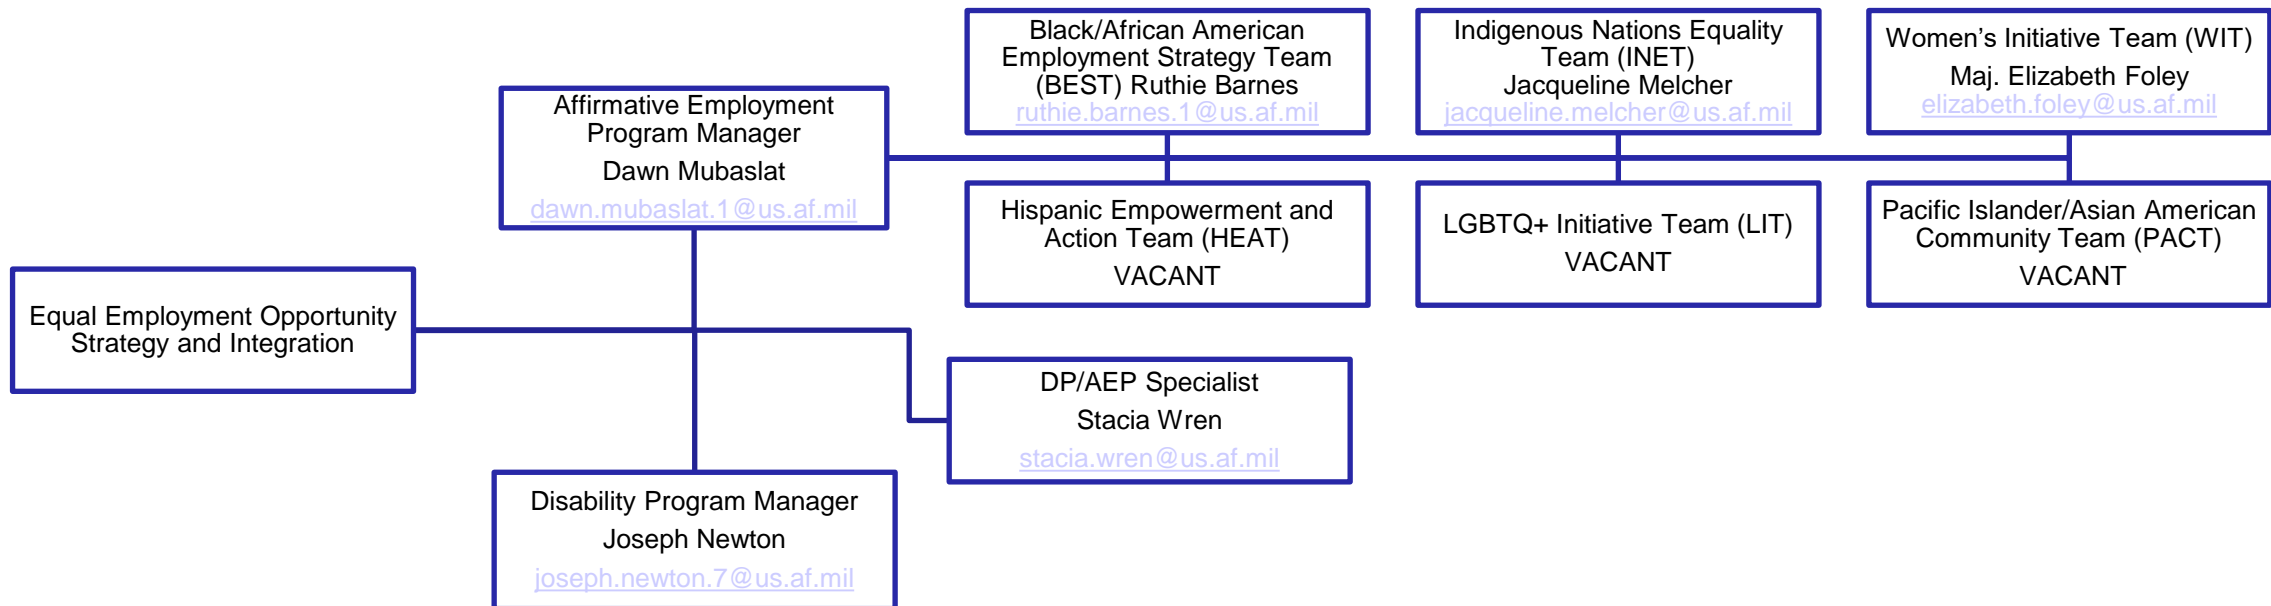 Black/African American
Employment Strategy Team
(BEST) Ruthie Barnes
ruthie.barnes.1@us.af.mil
Indigenous Nations Equality
Team (INET)
Jacqueline Melcher
jacqueline.melcher@us.af.mil
Women’s Initiative Team (WIT)
Maj. Elizabeth Foley
elizabeth.foley@us.af.mil
Affirmative Employment
Program Manager
Dawn Mubaslat
dawn.mubaslat.1@us.af.mil
Hispanic Empowerment and
Action Team (HEAT)
VACANT
LGBTQ+ Initiative Team (LIT)
VACANT
Pacific Islander/Asian American
Community Team (PACT)
VACANT
Equal Employment Opportunity
Strategy and Integration
DP/AEP Specialist
Stacia Wren
stacia.wren@us.af.mil
Disability Program Manager
Joseph Newton
joseph.newton.7@us.af.mil